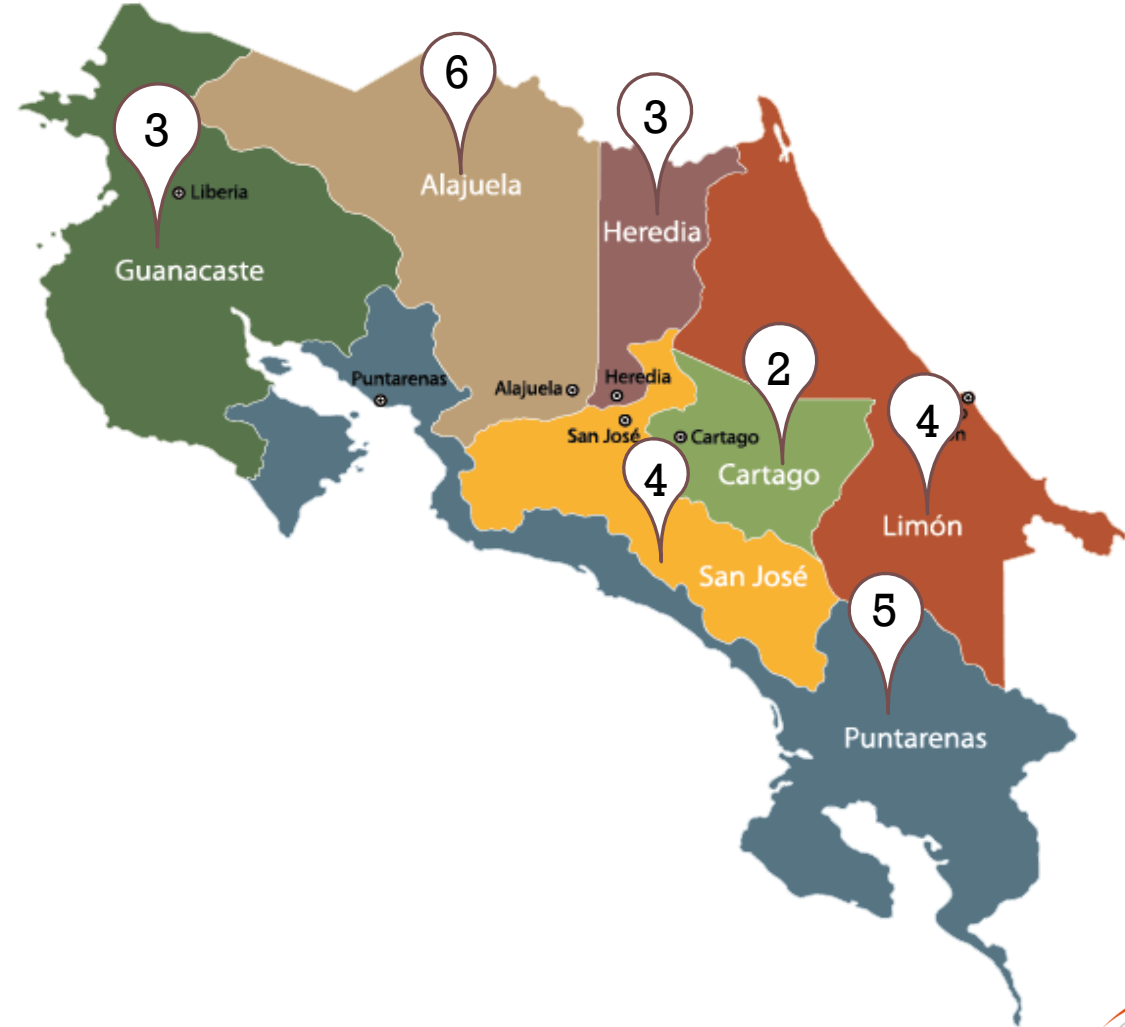 6
3
3
Alajuela
Liberia
Heredia
Guanacaste
2
Puntarenas
Heredia
Alajuela
4
San José
Cartago
Cartago
4
Limón
San José
5
Puntarenas